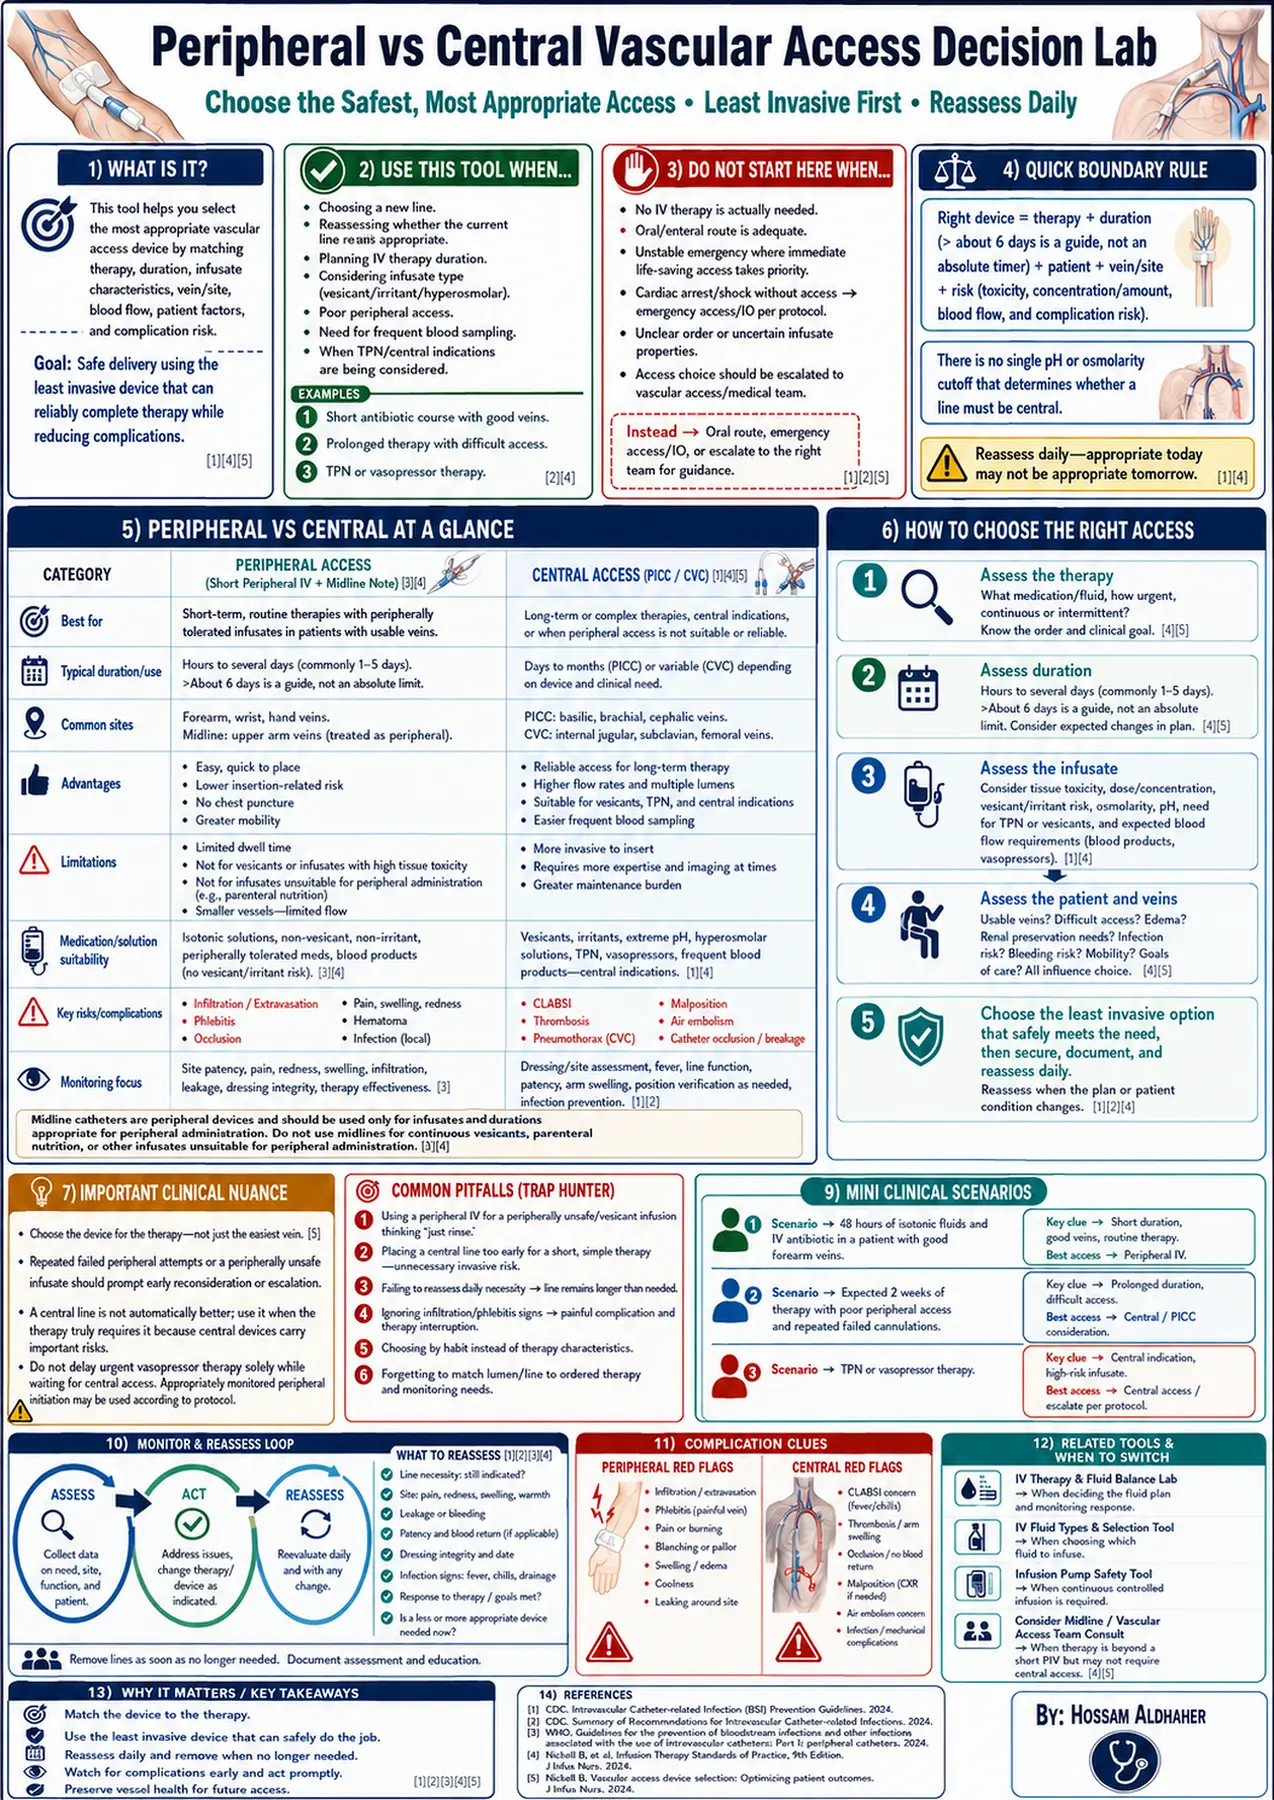 Peripheral vs Central Vascular Access Decision Lab
Choose the Safest, Most Appropriate Access • Least Invasive First • Reassess Daily
1) WHAT IS IT?
This tool helps you select
the most appropriate vascular
access device by matching
therapy, duration, infusate
characteristics, vein/site,
blood flow, patient factors,
and complication risk.
Goal: Safe delivery using the
least invasive device that can
reliably complete therapy while
reducing complications.
[1][4][5]
2) USE THIS TOOL WHEN...
• Choosing a new line.
• Reassessing whether the current
line appropriate.
• Planning IV therapy duration.
• Considering infusate type
(vesicant/irritant/hyperosmolar).
• Poor peripheral access.
• Need for frequent blood sampling.
• When TPN/central indications
are being considered.
EXAMPLES
1 Short antibiotic course with good veins.
2 Prolonged therapy with difficult access.
3 TPN or vasopressor therapy.
[2][4]
3) DO NOT START HERE WHEN...
• No IV therapy is actually needed.
• Oral/enteral route is adequate.
• Unstable emergency where immediate
life-saving access takes priority.
• Cardiac arrest/shock without access →
emergency access/IO per protocol.
• Unclear order or uncertain infusate
properties.
• Access choice should be escalated to
vascular access/medical team.
Instead → Oral route, emergency
access/IO, or escalate to the right
team for guidance.
[1][2][5]
4) QUICK BOUNDARY RULE
Right device = therapy + duration
(> about 6 days is a guide, not an
absolute timer) + patient + vein/site
+ risk (toxicity, concentration/amount,
blood flow, and complication risk).
There is no single pH or osmolarity
cutoff that determines whether a
line must be central.
Reassess daily—appropriate today
may not be appropriate tomorrow.
[1][4]
5) PERIPHERAL VS CENTRAL AT A GLANCE
CATEGORY
PERIPHERAL ACCESS
(Short Peripheral IV + Midline Note) [3][4]
CENTRAL ACCESS (PICC / CVC) [1][4][5]
Best for
Short-term, routine therapies with peripherally
tolerated infusates in patients with usable veins.
Long-term or complex therapies, central indications,
or when peripheral access is not suitable or reliable.
Typical duration/use
Hours to several days (commonly 1–5 days).
>About 6 days is a guide, not an absolute limit.
Days to months (PICC) or variable (CVC) depending
on device and clinical need.
Common sites
Forearm, wrist, hand veins.
Midline: upper arm veins (treated as peripheral).
PICC: basilic, brachial, cephalic veins.
CVC: internal jugular, subclavian, femoral veins.
Advantages
• Easy, quick to place
• Lower insertion-related risk
• No chest puncture
• Greater mobility
• Reliable access for long-term therapy
• Higher flow rates and multiple lumens
• Suitable for vesicants, TPN, and central indications
• Easier frequent blood sampling
Limitations
• Limited dwell time
• Not for vesicants or infusates with high tissue toxicity
• Not for infusates unsuitable for peripheral administration
(e.g., parenteral nutrition)
• Smaller vessels—limited flow
• More invasive to insert
• Requires more expertise and imaging at times
• Greater maintenance burden
Medication/solution
suitability
Isotonic solutions, non-vesicant, non-irritant,
peripherally tolerated meds, blood products
(no vesicant/irritant risk). [3][4]
Vesicants, irritants, extreme pH, hyperosmolar
solutions, TPN, vasopressors, frequent blood
products—central indications. [1][4]
Key risks/complications
• Infiltration / Extravasation
• Phlebitis
• Occlusion
• Pain, swelling, redness
• Hematoma
• Infection (local)
• CLABSI
• Thrombosis
• Pneumothorax (CVC)
• Malposition
• Air embolism
• Catheter occlusion / breakage
Monitoring focus
Site patency, pain, redness, swelling, infiltration,
leakage, dressing integrity, therapy effectiveness. [3]
Dressing/site assessment, fever, line function,
patency, arm swelling, position verification as needed,
infection prevention. [1][2]
Midline catheters are peripheral devices and should be used only for infusates and durations
appropriate for peripheral administration. Do not use midlines for continuous vesicants, parenteral
nutrition, or other infusates unsuitable for peripheral administration. [3][4]
6) HOW TO CHOOSE THE RIGHT ACCESS
1 Assess the therapy
What medication/fluid, how urgent,
continuous or intermittent?
Know the order and clinical goal. [4][5]
2 Assess duration
Hours to several days (commonly 1–5 days).
>About 6 days is a guide, not an absolute
limit. Consider expected changes in plan. [4][5]
3 Assess the infusate
Consider tissue toxicity, dose/concentration,
vesicant/irritant risk, osmolarity, pH, need
for TPN or vesicants, and expected blood
flow requirements (blood products,
vasopressors). [1][4]
4 Assess the patient and veins
Usable veins? Difficult access? Edema?
Renal preservation needs? Infection
risk? Bleeding risk? Mobility? Goals
of care? All influence choice. [4][5]
5 Choose the least invasive option
that safely meets the need,
then secure, document, and
reassess daily.
Reassess when the plan or patient
condition changes. [1][2][4]
7) IMPORTANT CLINICAL NUANCE
• Choose the device for the therapy—not just the easiest vein. [5]
• Repeated failed peripheral attempts or a peripherally unsafe
infusate should prompt early reconsideration or escalation.
• A central line is not automatically better; use it when the
therapy truly requires it because central devices carry
important risks.
• Do not delay urgent vasopressor therapy solely while
waiting for central access. Appropriately monitored peripheral
initiation may be used according to protocol.
COMMON PITFALLS (TRAP HUNTER)
1 Using a peripheral IV for a peripherally unsafe/vesicant infusion
thinking "just rinse."
2 Placing a central line too early for a short, simple therapy
—unnecessary invasive risk.
3 Failing to reassess daily necessity → line remains longer than needed.
4 Ignoring infiltration/phlebitis signs → painful complication and
therapy interruption.
5 Choosing by habit instead of therapy characteristics.
6 Forgetting to match lumen/line to ordered therapy
and monitoring needs.
9) MINI CLINICAL SCENARIOS
1 Scenario → 48 hours of isotonic fluids and
IV antibiotic in a patient with good
forearm veins.
Key clue → Short duration,
good veins, routine therapy.
Best access → Peripheral IV.
2 Scenario → Expected 2 weeks of
therapy with poor peripheral access
and repeated failed cannulations.
Key clue → Prolonged duration,
difficult access.
Best access → Central / PICC
consideration.
3 Scenario → TPN or vasopressor therapy.
Key clue → Central indication,
high-risk infusate.
Best access → Central access /
escalate per protocol.
10) MONITOR & REASSESS LOOP
ASSESS
Collect data
on need, site,
function, and
patient.
ACT
Address issues,
change therapy/
device as
indicated.
REASSESS
Reevaluate daily
and with any
change.
WHAT TO REASSESS [1][2][3][4]
Line necessity: still indicated?
Site: pain, redness, swelling, warmth
Leakage or bleeding
Patency and blood return (if applicable)
Dressing integrity and date
Infection signs: fever, chills, drainage
Response to therapy / goals met?
Is a less or more appropriate device
needed now?
Remove lines as soon as no longer needed. Document assessment and education.
11) COMPLICATION CLUES
PERIPHERAL RED FLAGS
• Infiltration / extravasation
• Phlebitis (painful vein)
• Pain or burning
• Blanching or pallor
• Swelling / edema
• Coolness
• Leaking around site
CENTRAL RED FLAGS
• CLABSI concern
(fever/chills)
• Thrombosis / arm
swelling
• Occlusion / no blood
return
• Malposition (CXR
if needed)
• Air embolism concern
• Infection / mechanical
complications
12) RELATED TOOLS &
WHEN TO SWITCH
IV Therapy & Fluid Balance Lab
→ When deciding the fluid plan
and monitoring response.
IV Fluid Types & Selection Tool
→ When choosing which
fluid to infuse.
Infusion Pump Safety Tool
→ When continuous controlled
infusion is required.
Consider Midline / Vascular
Access Team Consult
→ When therapy is beyond a
short PIV but may not require
central access. [4][5]
13) WHY IT MATTERS / KEY TAKEAWAYS
Match the device to the therapy.
Use the least invasive device that can safely do the job.
Reassess daily and remove when no longer needed.
Watch for complications early and act promptly.
Preserve vessel health for future access.
[1][2][3][4][5]
14) REFERENCES
[1] CDC. Intravascular Catheter-related Infection (BSI) Prevention Guidelines. 2024.
[2] CDC. Summary of Recommendations for Intravascular Catheter-related Infections. 2024.
[3] WHO. Guidelines for the prevention of bloodstream infections and other infections
associated with the use of intravascular catheters: Part I: peripheral catheters. 2024.
[4] Nickell B, et al. Infusion Therapy Standards of Practice, 9th Edition.
J Infus Nurs. 2024.
[5] Nickell B, Vascular access device selection: Optimizing patient outcomes.
J Infus Nurs. 2024.
BY: HOSSAM ALDHAHER